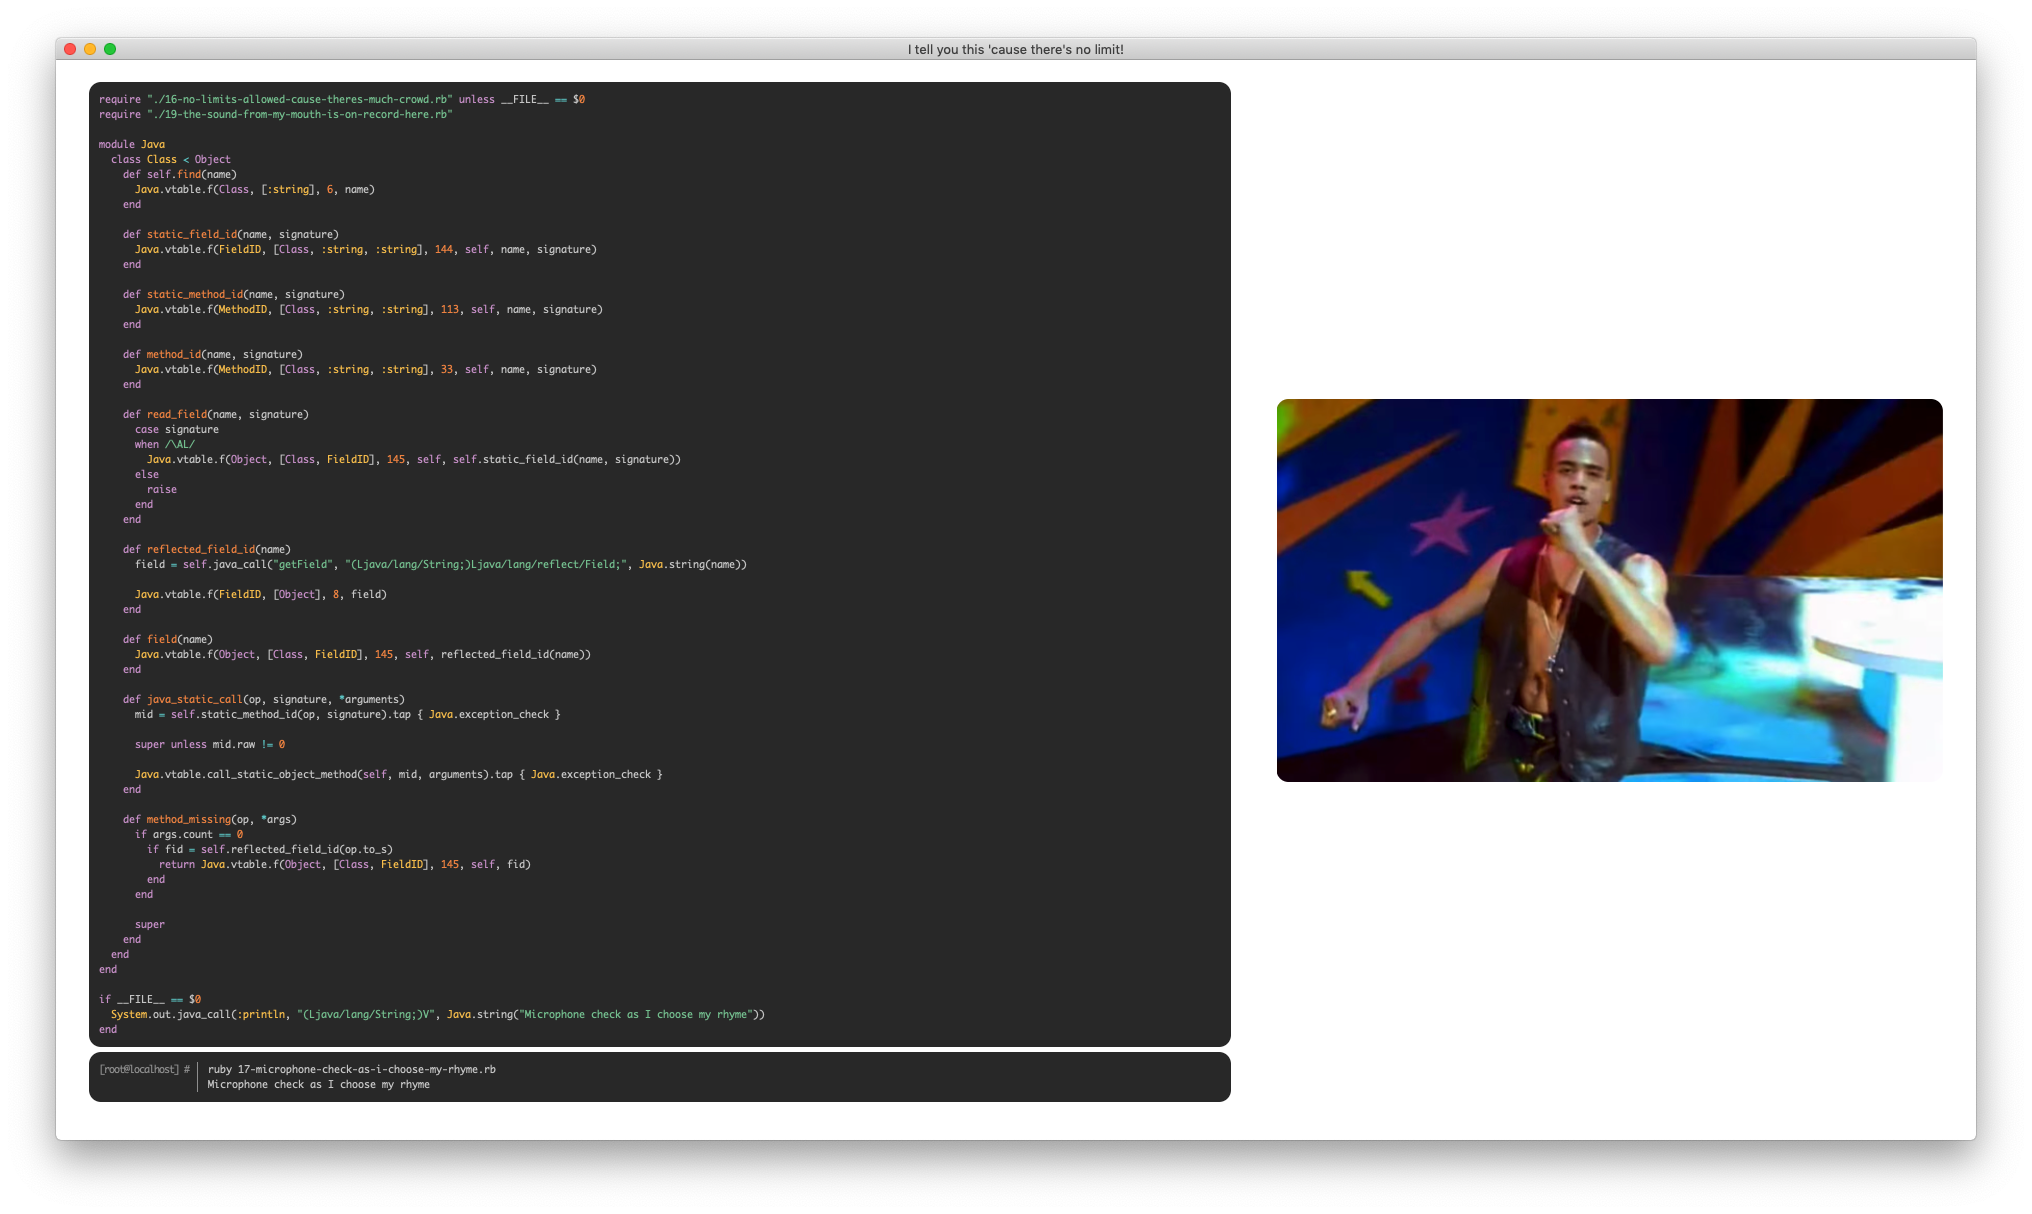 I tell you this 'cause there's no limit!
require "./16-no-limits-allowed-cause-theres-much-crowd.rb" unless __FILE__ == $0
require "./19-the-sound-from-my-mouth-is-on-record-here.rb"
module Java
class Class < Object
def self.find(name)
Java.vtable.f(Class, [:string], 6, name)
end
def static_field_id(name, signature)
Java.vtable.f(FieldID, [Class, :string, :string], 144, self, name, signature)
end
def static_method_id(name, signature)
Java.vtable.f(MethodID, [Class, :string, :string], 113, self, name, signature)
end
def method_id(name, signature)
Java.vtable.f(MethodID, [Class, :string, :string], 33, self, name, signature)
end
def read_field(name, signature)
case signature
when /\AL/
Java.vtable.f(Object, [Class, FieldID], 145, self, self.static_field_id(name, signature))
else
raise
end
end
def reflected_field_id(name)
field = self.java_call("getField", "(Ljava/lang/String;)Ljava/lang/reflect/Field;", Java.string(name))
Java.vtable.f(FieldID, [Object], 8, field)
end
def field(name)
Java.vtable.f(Object, [Class, FieldID], 145, self, reflected_field_id(name))
end
def java_static_call(op, signature, *arguments)
mid = self.static_method_id(op, signature).tap { Java.exception_check }
super unless mid.raw != 0
Java.vtable.call_static_object_method(self, mid, arguments).tap { Java.exception_check }
end
def method_missing(op, *args)
if args.count == 0
if fid = self.reflected_field_id(op.to_s)
return Java.vtable.f(Object, [Class, FieldID], 145, self, fid)
end
end
super
end
end
end
if __FILE__ == $0
System.out.java_call(:println, "(Ljava/lang/String;)V", Java.string("Microphone check as I choose my rhyme"))
end
[root@localhost] # ruby 17-microphone-check-as-i-choose-my-rhyme.rb
Microphone check as I choose my rhyme